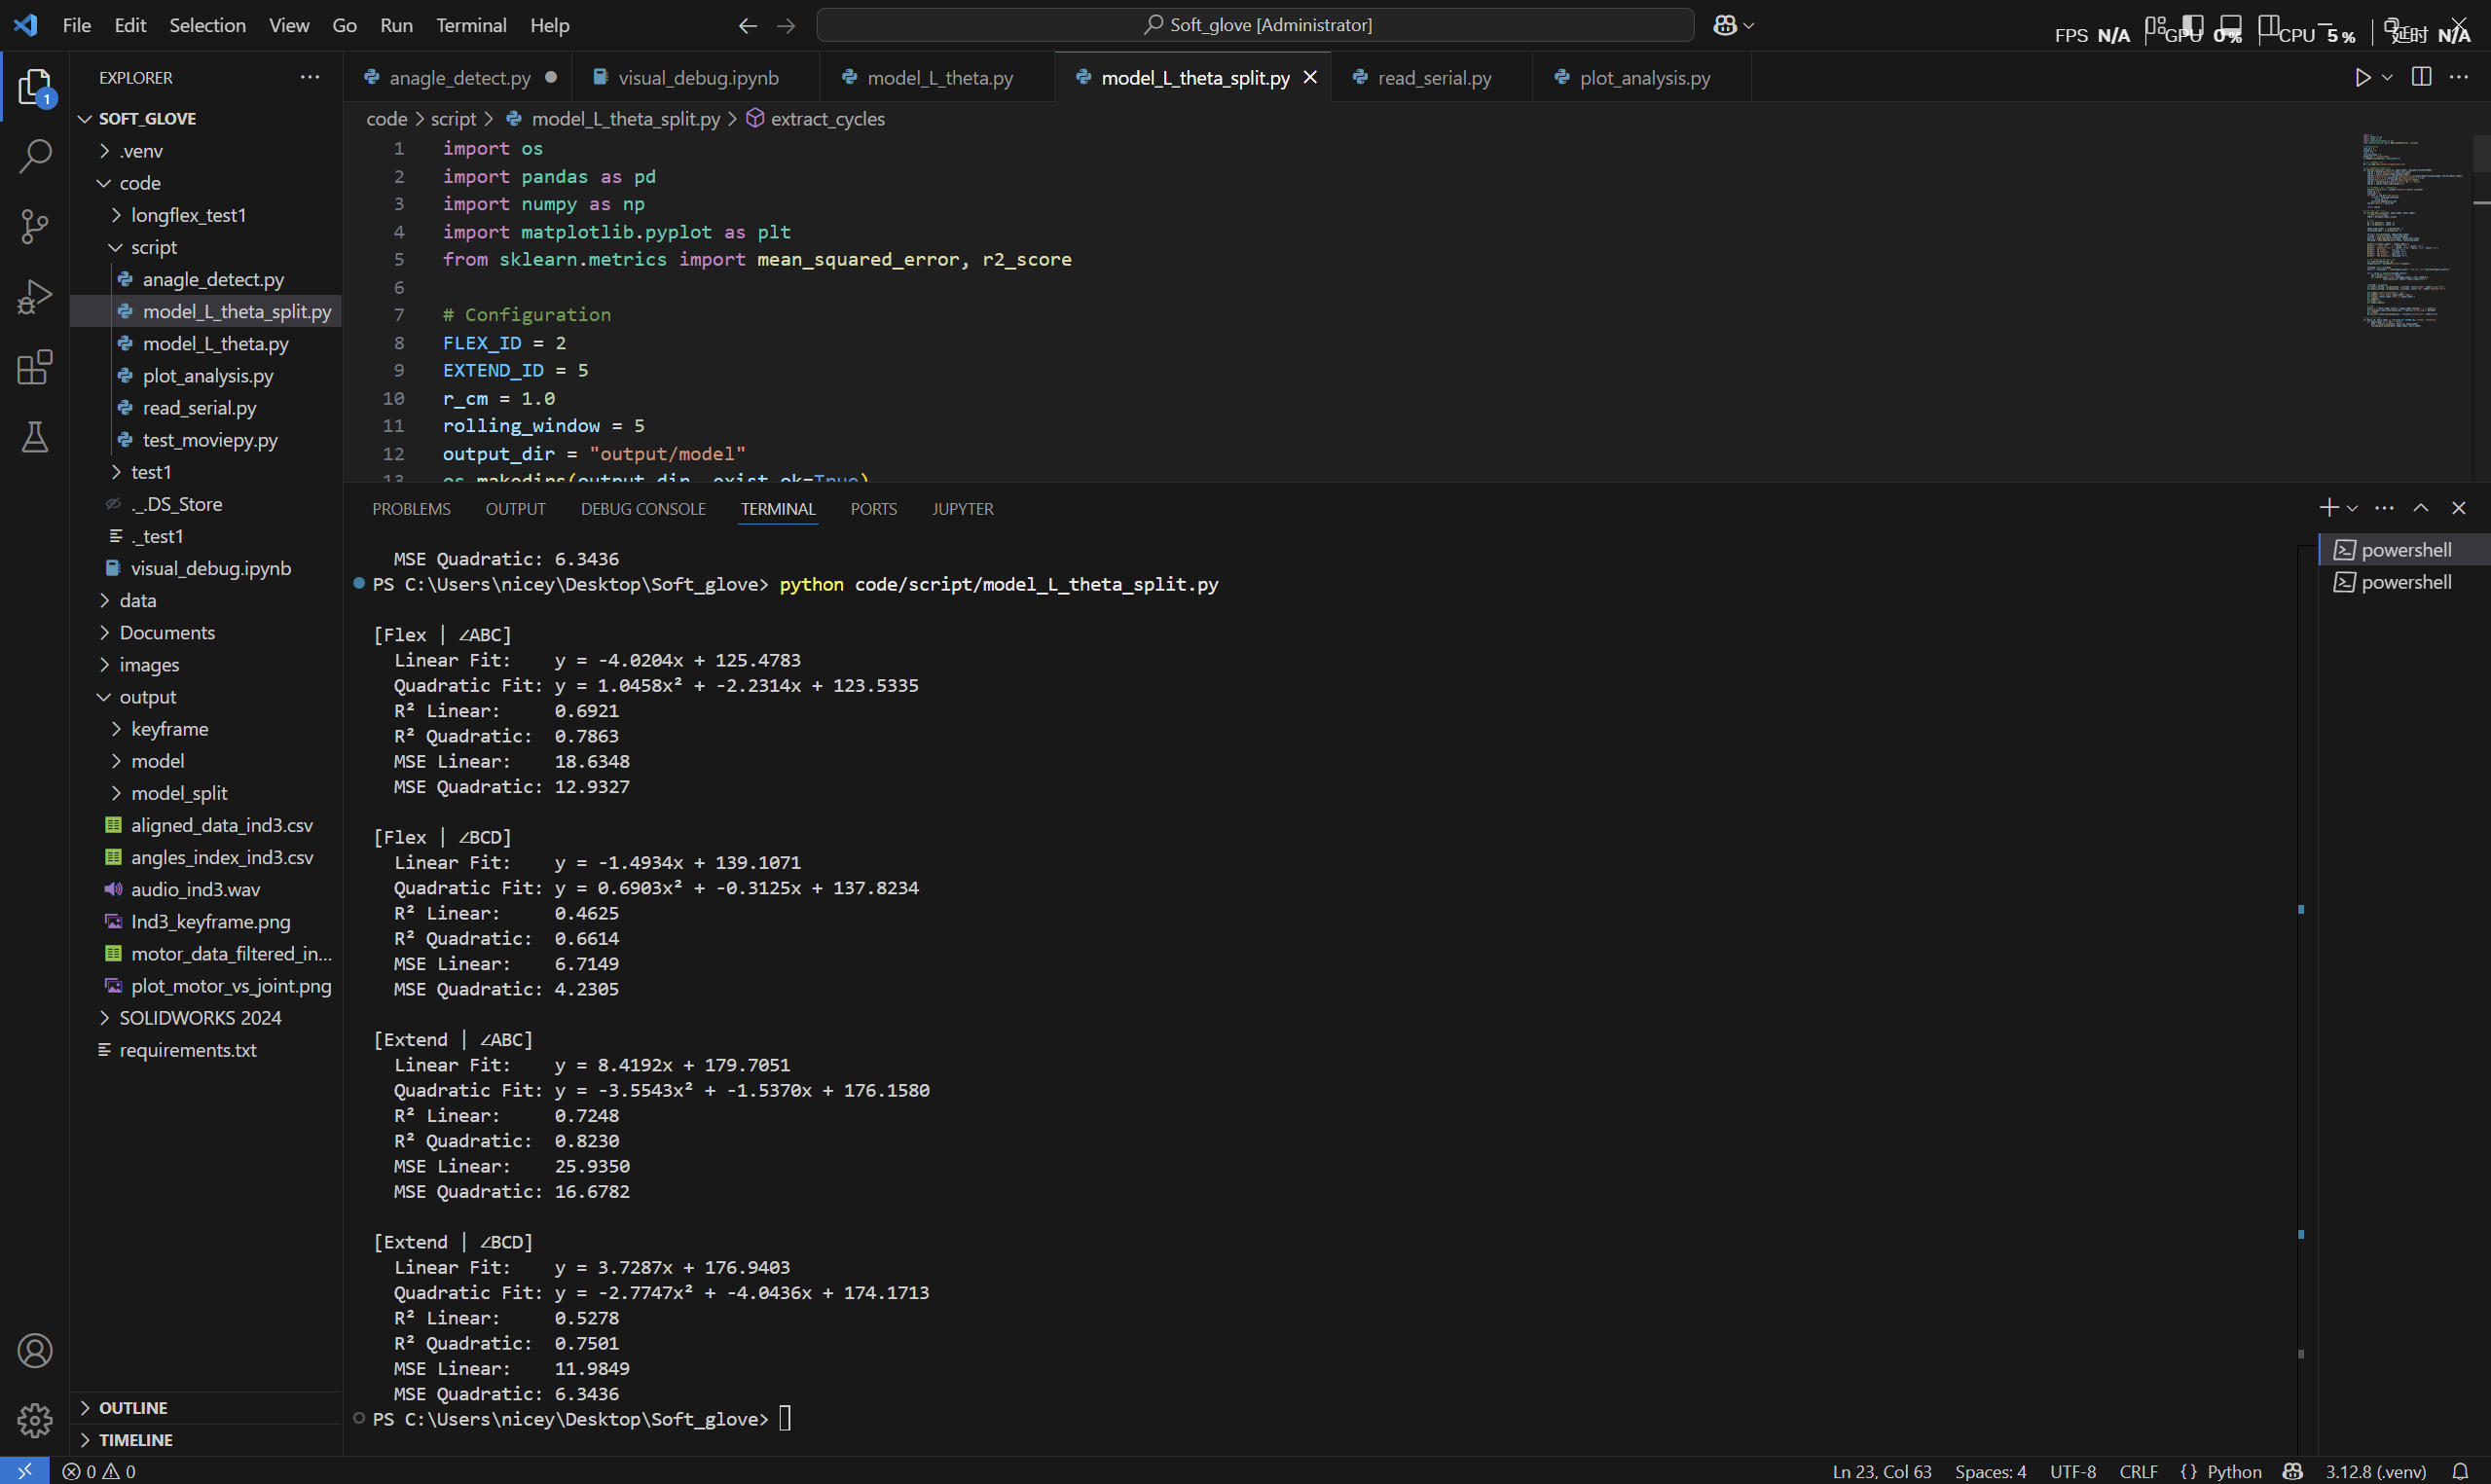 File Edit Selection View Go Run Terminal Help
Soft_glove [Administrator]
FPS N/A GPU 0% CPU 5% 延时 N/A
EXPLORER
anagle_detect.py
visual_debug.ipynb
model_L_theta.py
model_L_theta_split.py
read_serial.py
plot_analysis.py
1
SOFT_GLOVE
.venv
code
longflex_test1
script
anagle_detect.py
model_L_theta_split.py
model_L_theta.py
plot_analysis.py
read_serial.py
test_moviepy.py
test1
._.DS_Store
._test1
visual_debug.ipynb
data
Documents
images
output
keyframe
model
model_split
aligned_data_ind3.csv
angles_index_ind3.csv
audio_ind3.wav
Ind3_keyframe.png
motor_data_filtered_in...
plot_motor_vs_joint.png
SOLIDWORKS 2024
requirements.txt
OUTLINE
TIMELINE
code > script > model_L_theta_split.py > extract_cycles
1 import os
2 import pandas as pd
3 import numpy as np
4 import matplotlib.pyplot as plt
5 from sklearn.metrics import mean_squared_error, r2_score
6
7 # Configuration
8 FLEX_ID = 2
9 EXTEND_ID = 5
10 r_cm = 1.0
11 rolling_window = 5
12 output_dir = "output/model"
13 os.makedirs(output_dir, exist_ok=True)
PROBLEMS OUTPUT DEBUG CONSOLE TERMINAL PORTS JUPYTER
powershell
powershell
MSE Quadratic: 6.3436
PS C:\Users\nicey\Desktop\Soft_glove> python code/script/model_L_theta_split.py
[Flex | ∠ABC]
Linear Fit: y = -4.0204x + 125.4783
Quadratic Fit: y = 1.0458x² + -2.2314x + 123.5335
R² Linear: 0.6921
R² Quadratic: 0.7863
MSE Linear: 18.6348
MSE Quadratic: 12.9327
[Flex | ∠BCD]
Linear Fit: y = -1.4934x + 139.1071
Quadratic Fit: y = 0.6903x² + -0.3125x + 137.8234
R² Linear: 0.4625
R² Quadratic: 0.6614
MSE Linear: 6.7149
MSE Quadratic: 4.2305
[Extend | ∠ABC]
Linear Fit: y = 8.4192x + 179.7051
Quadratic Fit: y = -3.5543x² + -1.5370x + 176.1580
R² Linear: 0.7248
R² Quadratic: 0.8230
MSE Linear: 25.9350
MSE Quadratic: 16.6782
[Extend | ∠BCD]
Linear Fit: y = 3.7287x + 176.9403
Quadratic Fit: y = -2.7747x² + -4.0436x + 174.1713
R² Linear: 0.5278
R² Quadratic: 0.7501
MSE Linear: 11.9849
MSE Quadratic: 6.3436
PS C:\Users\nicey\Desktop\Soft_glove>
0 0
Ln 23, Col 63 Spaces: 4 UTF-8 CRLF {} Python 3.12.8 (.venv)